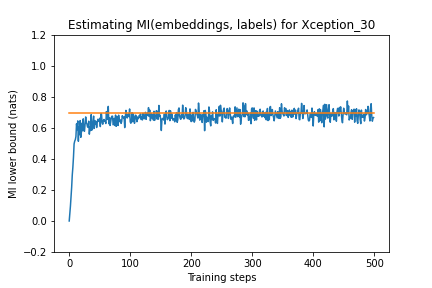 Estimating MI(embeddings, labels) for Xception_30
MI lower bound (nats)
1.2
1.0
0.8
0.6
0.4
0.2
0.0
−0.2
0 100 200 300 400 500
Training steps